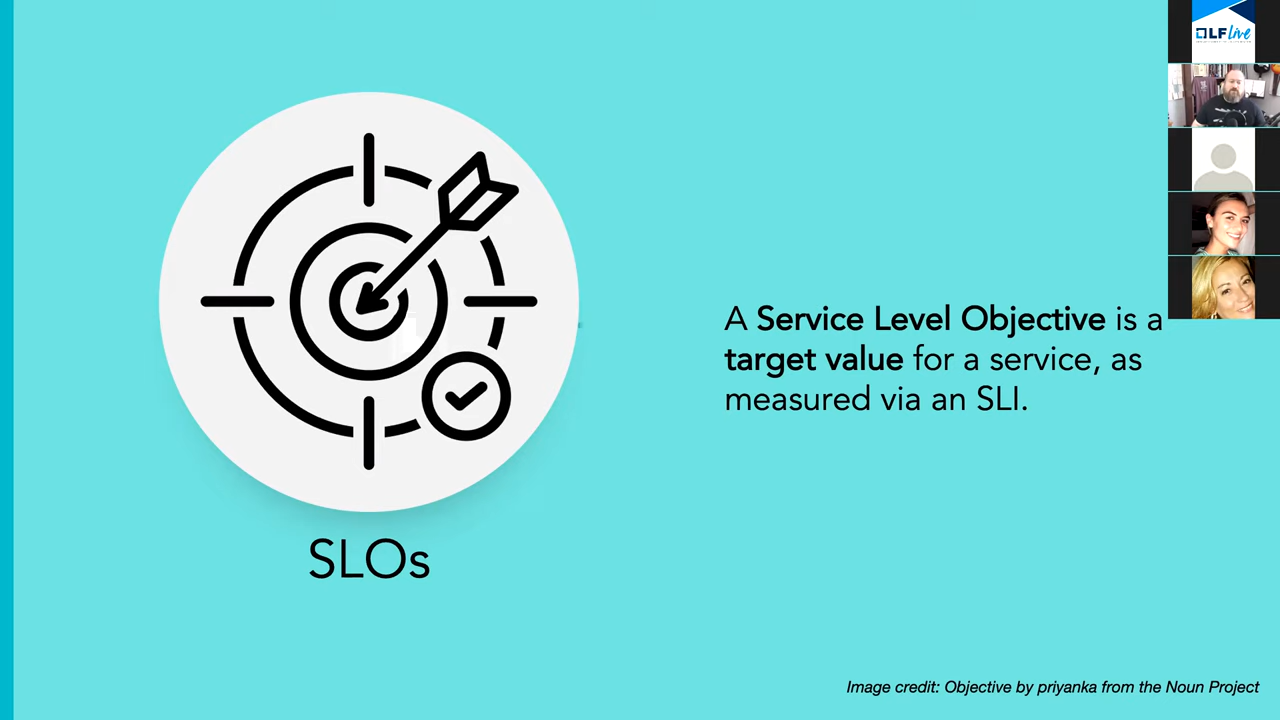 LF Live
A Service Level Objective is a
target value for a service, as
measured via an SLI.
SLOs
Image credit: Objective by priyanka from the Noun Project